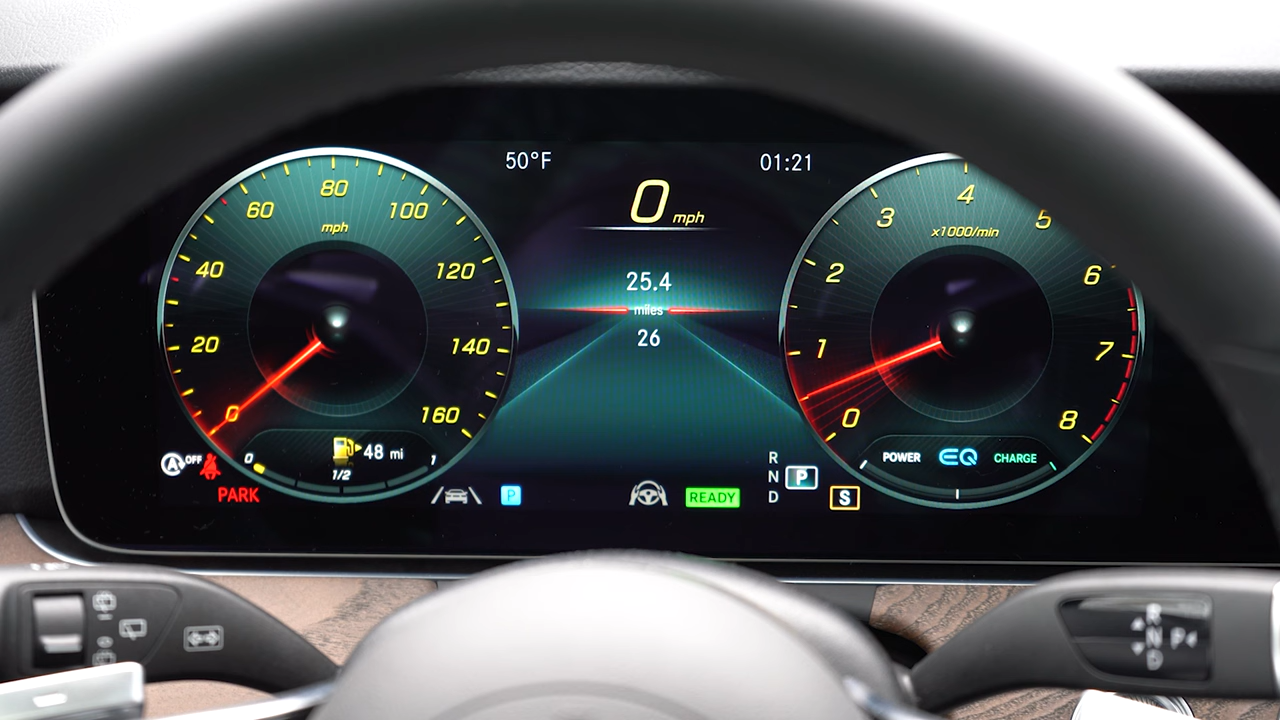 50°F
01:21
0 mph
25.4
miles
26
0
20
40
60
80
100
120
140
160
mph
0
1/2
1
48 mi
OFF
PARK
P
READY
R
N
D
P
S
0
1
2
3
4
5
6
7
8
x1000/min
POWER
EQ
CHARGE
R
N
D
P